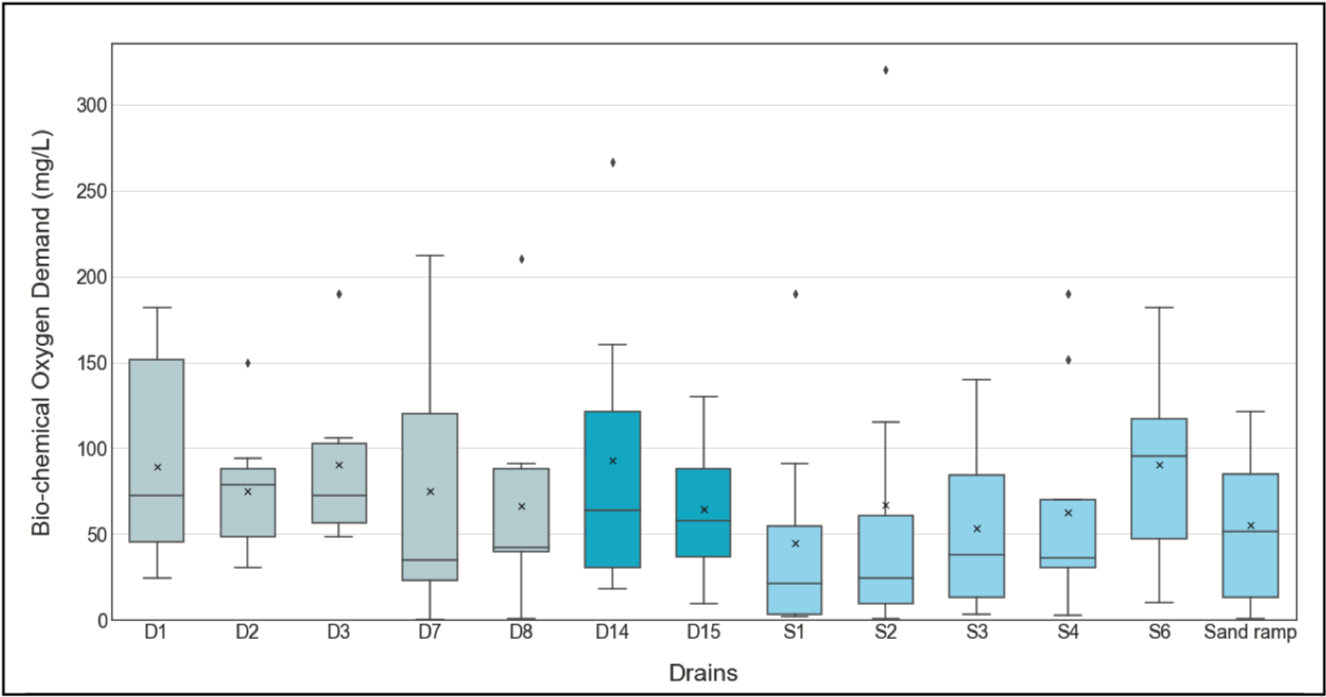 Bio-chemical Oxygen Demand (mg/L)
300
250
200
150
100
50
0
D1 D2 D3 D7 D8 D14 D15 S1 S2 S3 S4 S6 Sand ramp
Drains